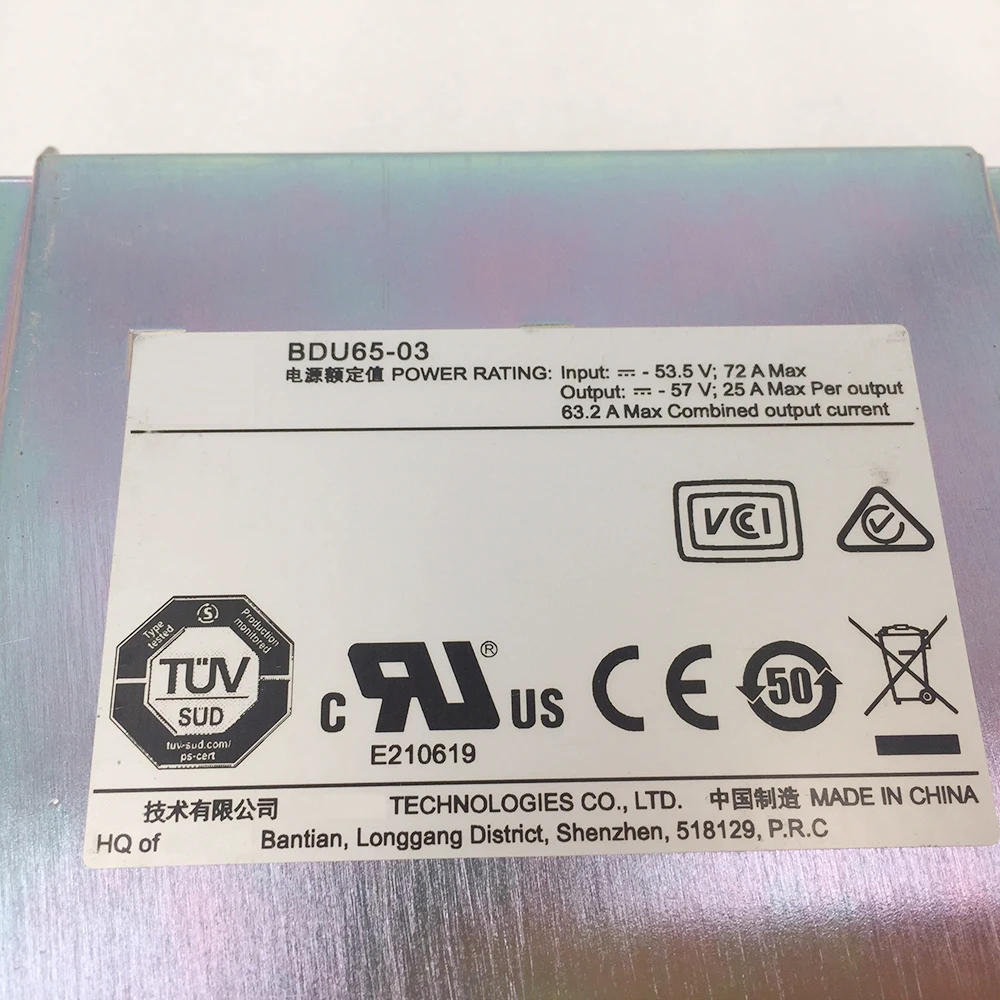 BDU65-03
电源额定值 POWER RATING: Input: ⎓ - 53.5 V; 72 A Max
Output: ⎓ - 57 V; 25 A Max Per output
63.2 A Max Combined output current
VCCI
Type tested
S
Production monitored
TÜV
SÜD
tuv-sud.com/
ps-cert
c RU ® US
E210619
CE
50
技术有限公司 TECHNOLOGIES CO., LTD. 中国制造 MADE IN CHINA
HQ of Bantian, Longgang District, Shenzhen, 518129, P.R.C